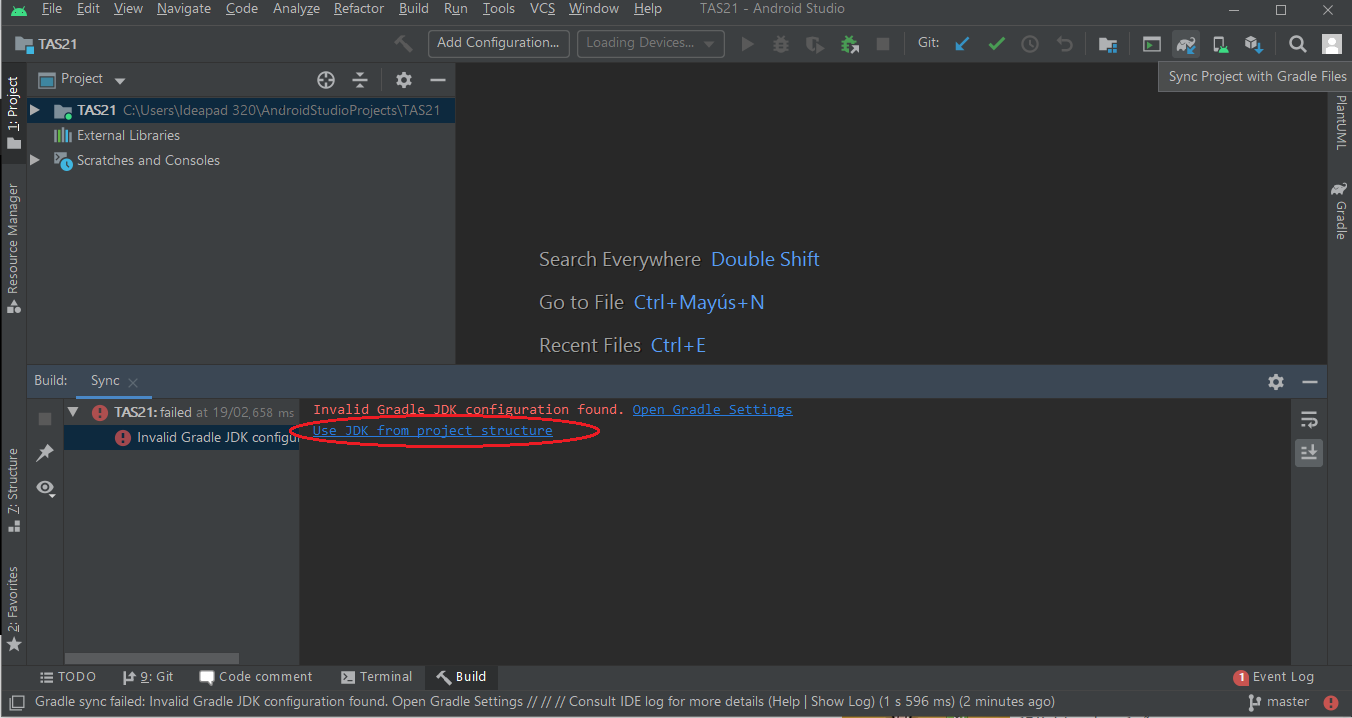 File Edit View Navigate Code Analyze Refactor Build Run Tools VCS Window Help TAS21 - Android Studio
TAS21 Add Configuration... Loading Devices... Git:
Sync Project with Gradle Files
1: Project
Resource Manager
Z: Structure
2: Favorites
Project
TAS21 C:\Users\Ideapad 320\AndroidStudioProjects\TAS21
External Libraries
Scratches and Consoles
Search Everywhere Double Shift
Go to File Ctrl+Mayús+N
Recent Files Ctrl+E
PlantUML
Gradle
Build: Sync
TAS21: failed at 19/02, 658 ms
Invalid Gradle JDK configu
Invalid Gradle JDK configuration found. Open Gradle Settings
Use JDK from project structure
TODO 9: Git Code comment Terminal Build 1 Event Log
Gradle sync failed: Invalid Gradle JDK configuration found. Open Gradle Settings // // // Consult IDE log for more details (Help | Show Log) (1 s 596 ms) (2 minutes ago) master